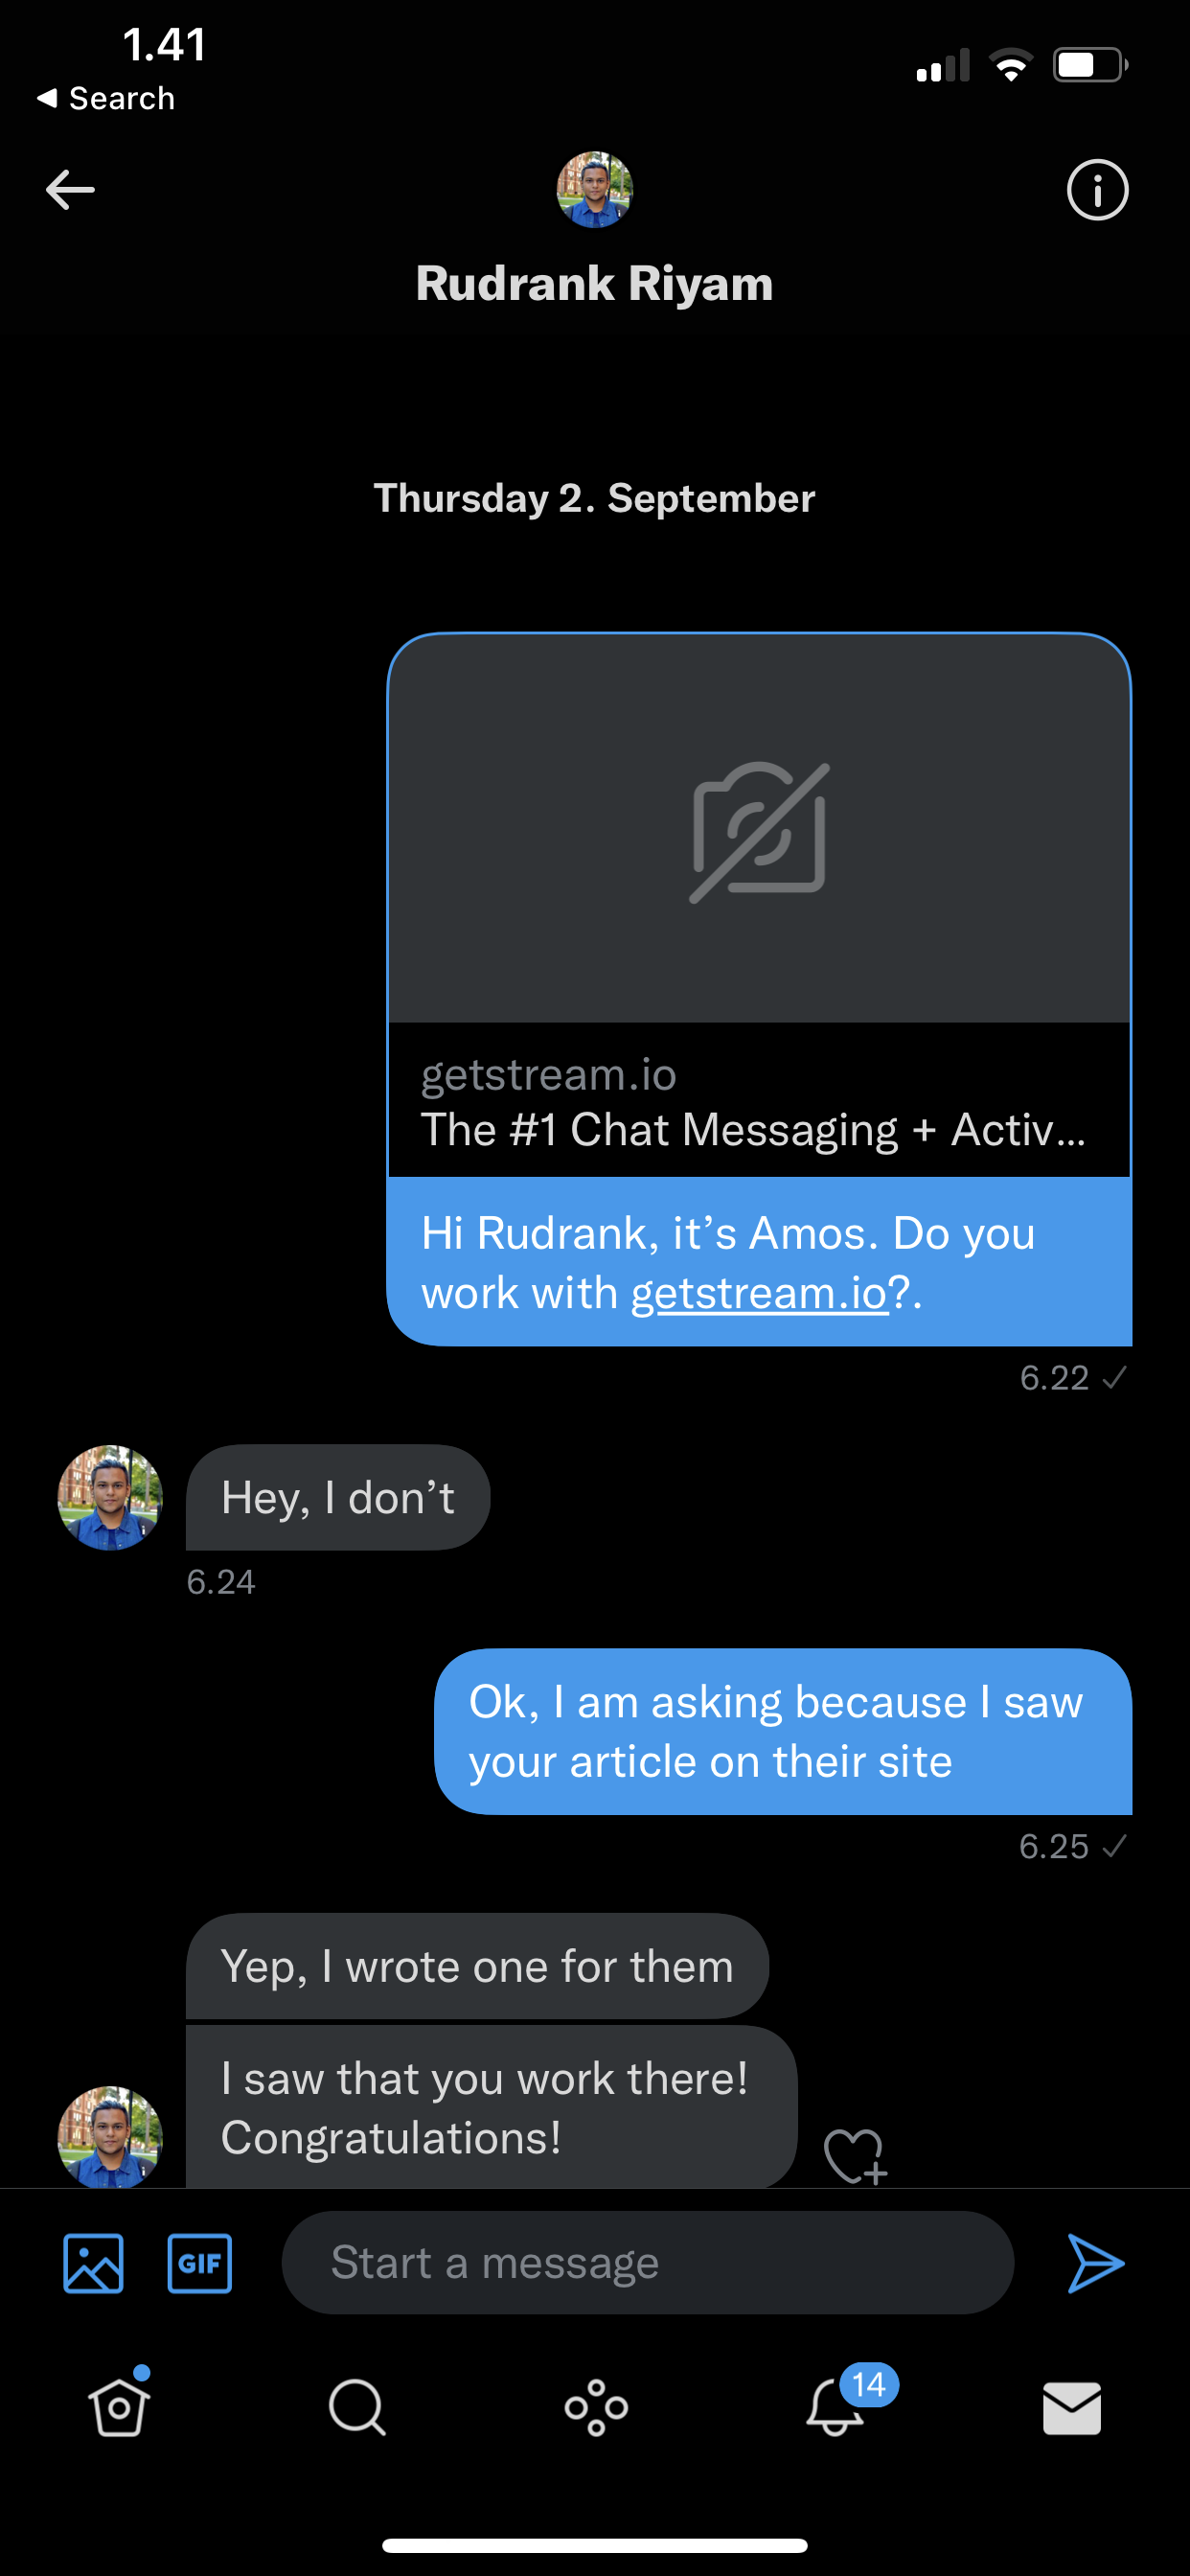 1.41
◀ Search
Rudrank Riyam
Thursday 2. September
getstream.io
The #1 Chat Messaging + Activ...
Hi Rudrank, it’s Amos. Do you
work with getstream.io?.
6.22 ✓
Hey, I don’t
6.24
Ok, I am asking because I saw
your article on their site
6.25 ✓
Yep, I wrote one for them
I saw that you work there!
Congratulations!
GIF
Start a message
14